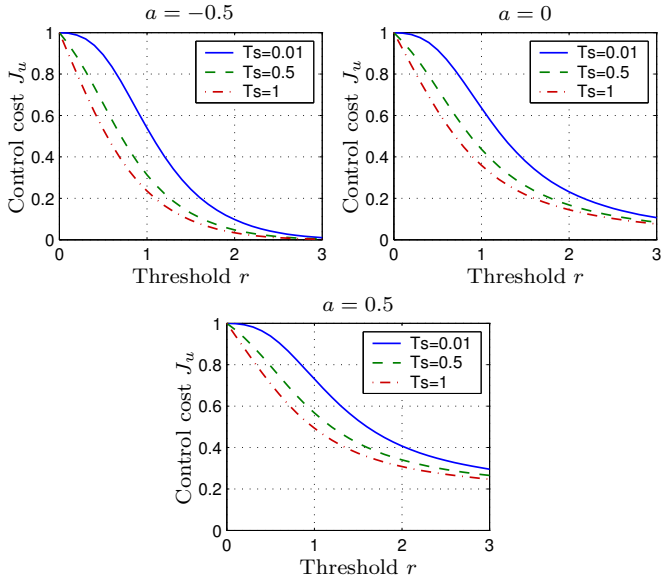 a = −0.5
Control cost J_u
1
0.8
0.6
0.4
0.2
0
Ts=0.01
Ts=0.5
Ts=1
0 1 2 3
Threshold r
a = 0
Control cost J_u
1
0.8
0.6
0.4
0.2
0
Ts=0.01
Ts=0.5
Ts=1
0 1 2 3
Threshold r
a = 0.5
Control cost J_u
1
0.8
0.6
0.4
0.2
0
Ts=0.01
Ts=0.5
Ts=1
0 1 2 3
Threshold r